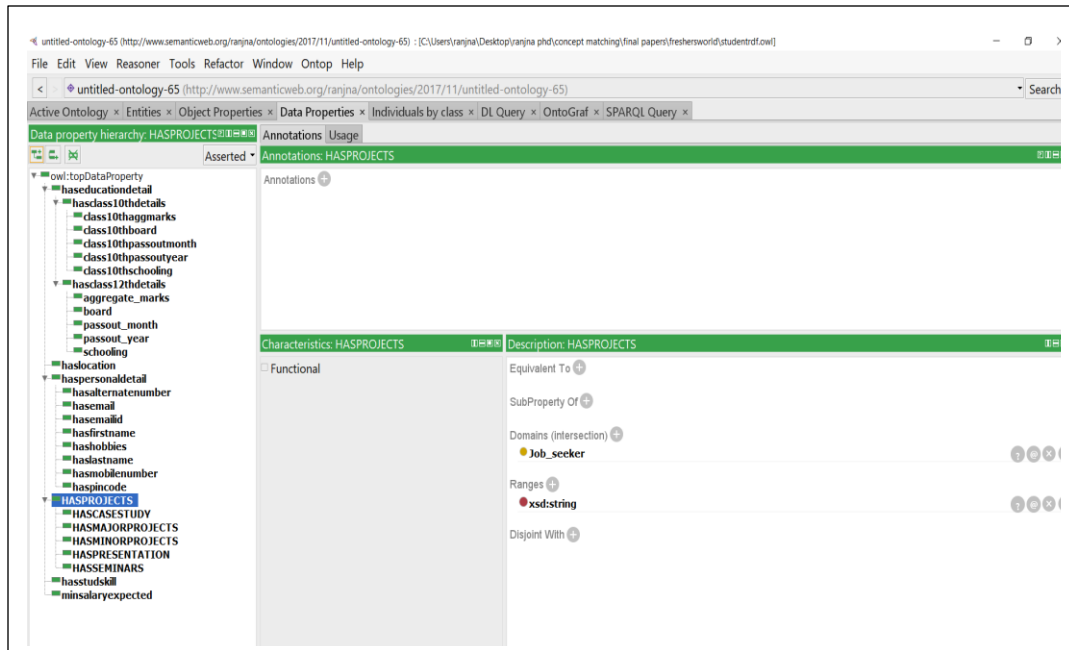 untitled-ontology-65 (http://www.semanticweb.org/ranjna/ontologies/2017/11/untitled-ontology-65) : [C:\Users\ranjna\Desktop\ranjna phd\concept matching\final papers\freshersworld\studentrdf.owl]
File Edit View Reasoner Tools Refactor Window Ontop Help
< untitled-ontology-65 (http://www.semanticweb.org/ranjna/ontologies/2017/11/untitled-ontology-65) Search
Active Ontology × Entities × Object Properties × Data Properties × Individuals by class × DL Query × OntoGraf × SPARQL Query ×
Data property hierarchy: HASPROJECTS
Asserted
owl:topDataProperty
haseducationdetail
hasclass10thdetails
class10thaggmarks
class10thboard
class10thpassoutmonth
class10thpassoutyear
class10thschooling
hasclass12thdetails
aggregate_marks
board
passout_month
passout_year
schooling
haslocation
haspersonaldetail
hasalternatenumber
hasemail
hasemailid
hasfirstname
hashobbies
haslastname
hasmobilenumber
haspincode
HASPROJECTS
HASCASESTUDY
HASMAJORPROJECTS
HASMINORPROJECTS
HASPRESENTATION
HASSEMINARS
hasstudskill
minsalaryexpected
Annotations Usage
Annotations: HASPROJECTS
Annotations
Characteristics: HASPROJECTS
Functional
Description: HASPROJECTS
Equivalent To
SubProperty Of
Domains (intersection)
Job_seeker
Ranges
xsd:string
Disjoint With